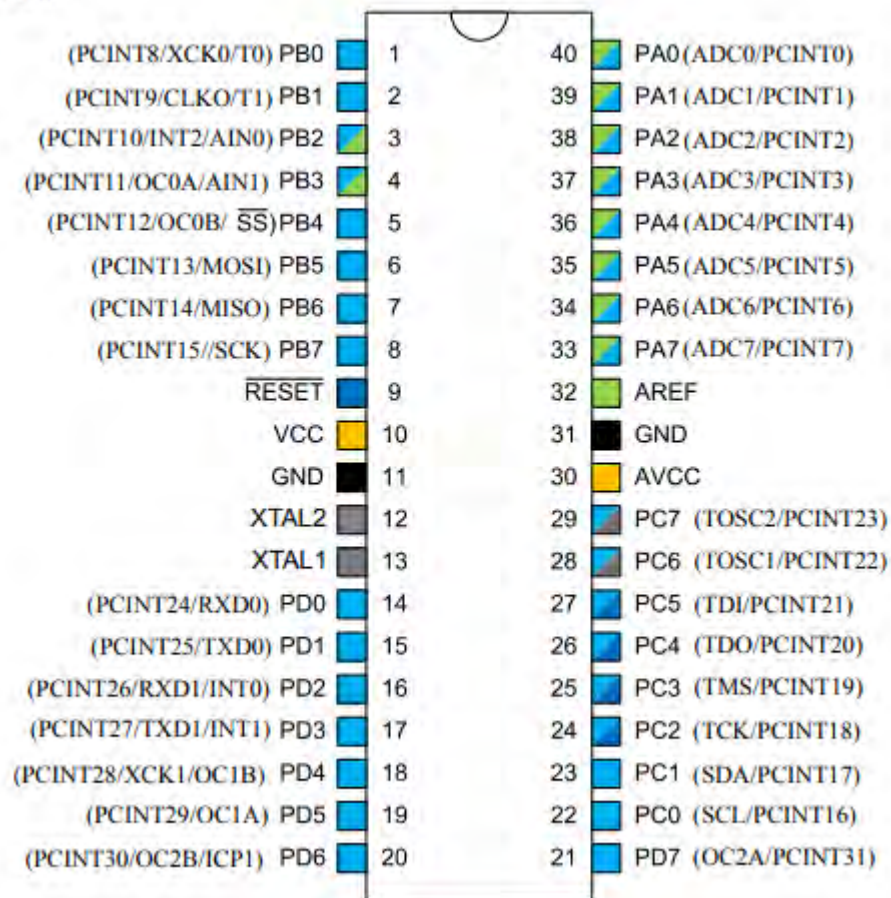 (PCINT8/XCK0/T0) PB0 1 40 PA0 (ADC0/PCINT0)
(PCINT9/CLKO/T1) PB1 2 39 PA1 (ADC1/PCINT1)
(PCINT10/INT2/AIN0) PB2 3 38 PA2 (ADC2/PCINT2)
(PCINT11/OC0A/AIN1) PB3 4 37 PA3 (ADC3/PCINT3)
(PCINT12/OC0B/ S̅S̅) PB4 5 36 PA4 (ADC4/PCINT4)
(PCINT13/MOSI) PB5 6 35 PA5 (ADC5/PCINT5)
(PCINT14/MISO) PB6 7 34 PA6 (ADC6/PCINT6)
(PCINT15//SCK) PB7 8 33 PA7 (ADC7/PCINT7)
R̅E̅S̅E̅T̅ 9 32 AREF
VCC 10 31 GND
GND 11 30 AVCC
XTAL2 12 29 PC7 (TOSC2/PCINT23)
XTAL1 13 28 PC6 (TOSC1/PCINT22)
(PCINT24/RXD0) PD0 14 27 PC5 (TDI/PCINT21)
(PCINT25/TXD0) PD1 15 26 PC4 (TDO/PCINT20)
(PCINT26/RXD1/INT0) PD2 16 25 PC3 (TMS/PCINT19)
(PCINT27/TXD1/INT1) PD3 17 24 PC2 (TCK/PCINT18)
(PCINT28/XCK1/OC1B) PD4 18 23 PC1 (SDA/PCINT17)
(PCINT29/OC1A) PD5 19 22 PC0 (SCL/PCINT16)
(PCINT30/OC2B/ICP1) PD6 20 21 PD7 (OC2A/PCINT31)